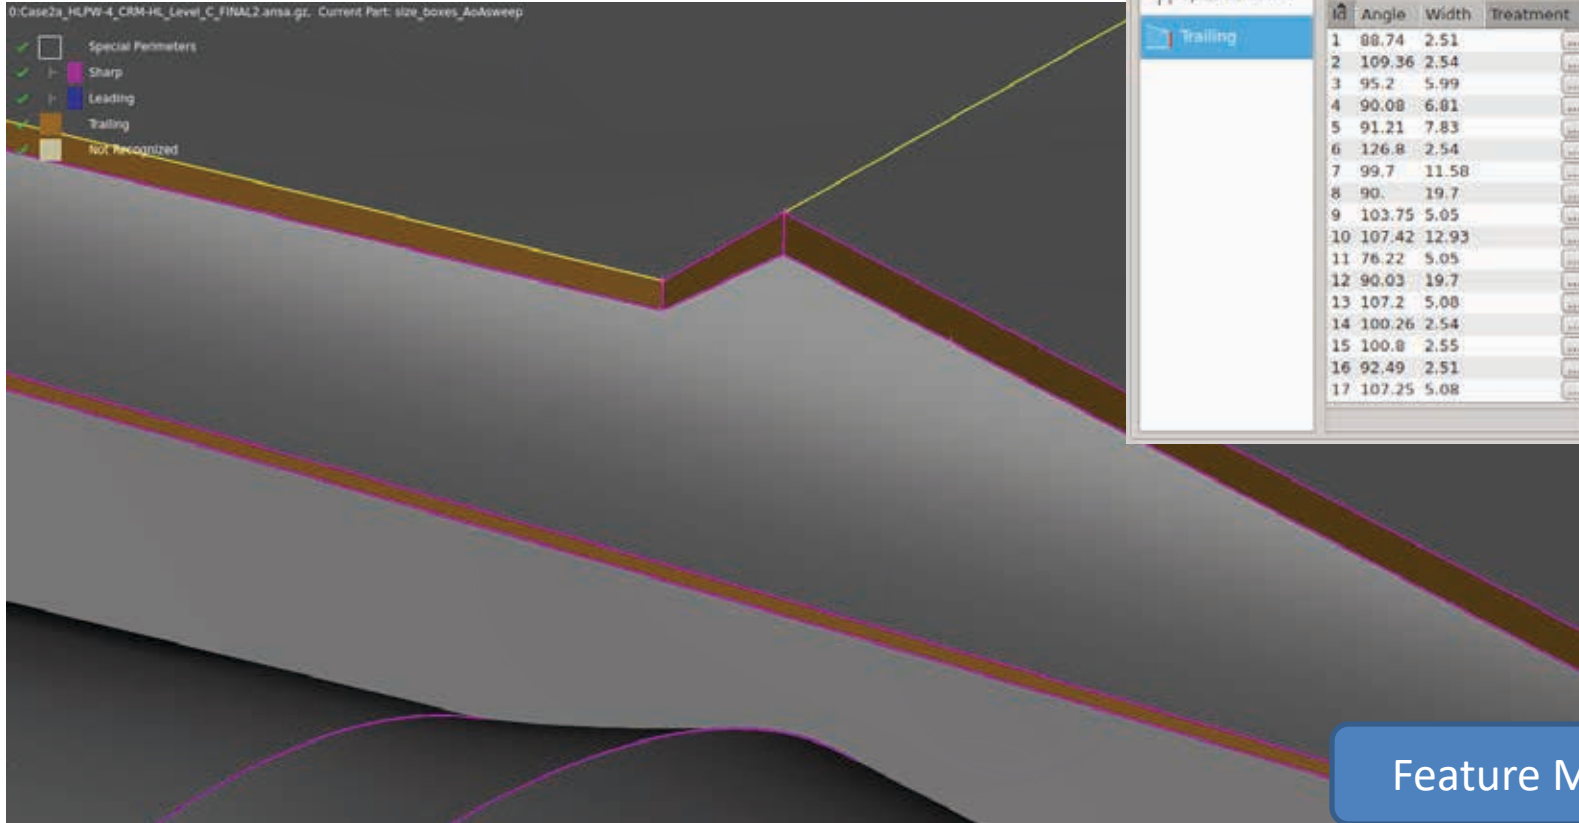 0:Case2a_HLPW-4_CRM-HL_Level_C_FINAL2.ansa.gz. Current Part: size_boxes_AoAsweep
Special Perimeters
Sharp
Leading
Trailing
Not Recognized
Trailing
Id Angle Width Treatment
1 88.74 2.51
2 109.36 2.54
3 95.2 5.99
4 90.08 6.81
5 91.21 7.83
6 126.8 2.54
7 99.7 11.58
8 90. 19.7
9 103.75 5.05
10 107.42 12.93
11 76.22 5.05
12 90.03 19.7
13 107.2 5.08
14 100.26 2.54
15 100.8 2.55
16 92.49 2.51
17 107.25 5.08
Feature M